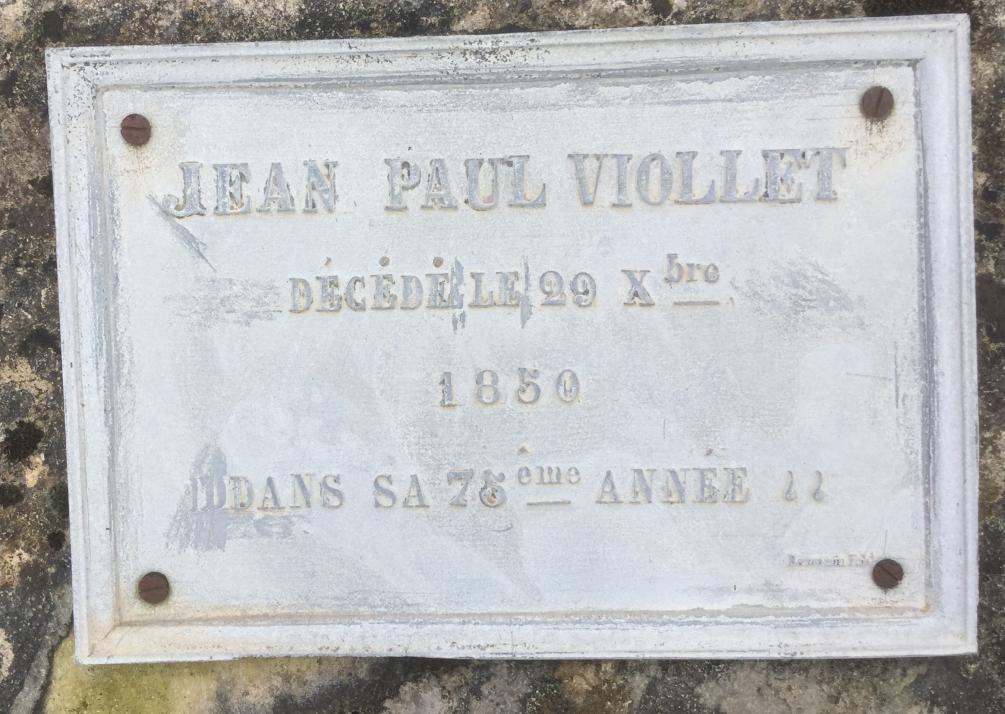 JEAN PAUL VIOLLET
DÉCÉDÉ LE 29 Xbre
1850
DANS SA 75ème ANNÉE